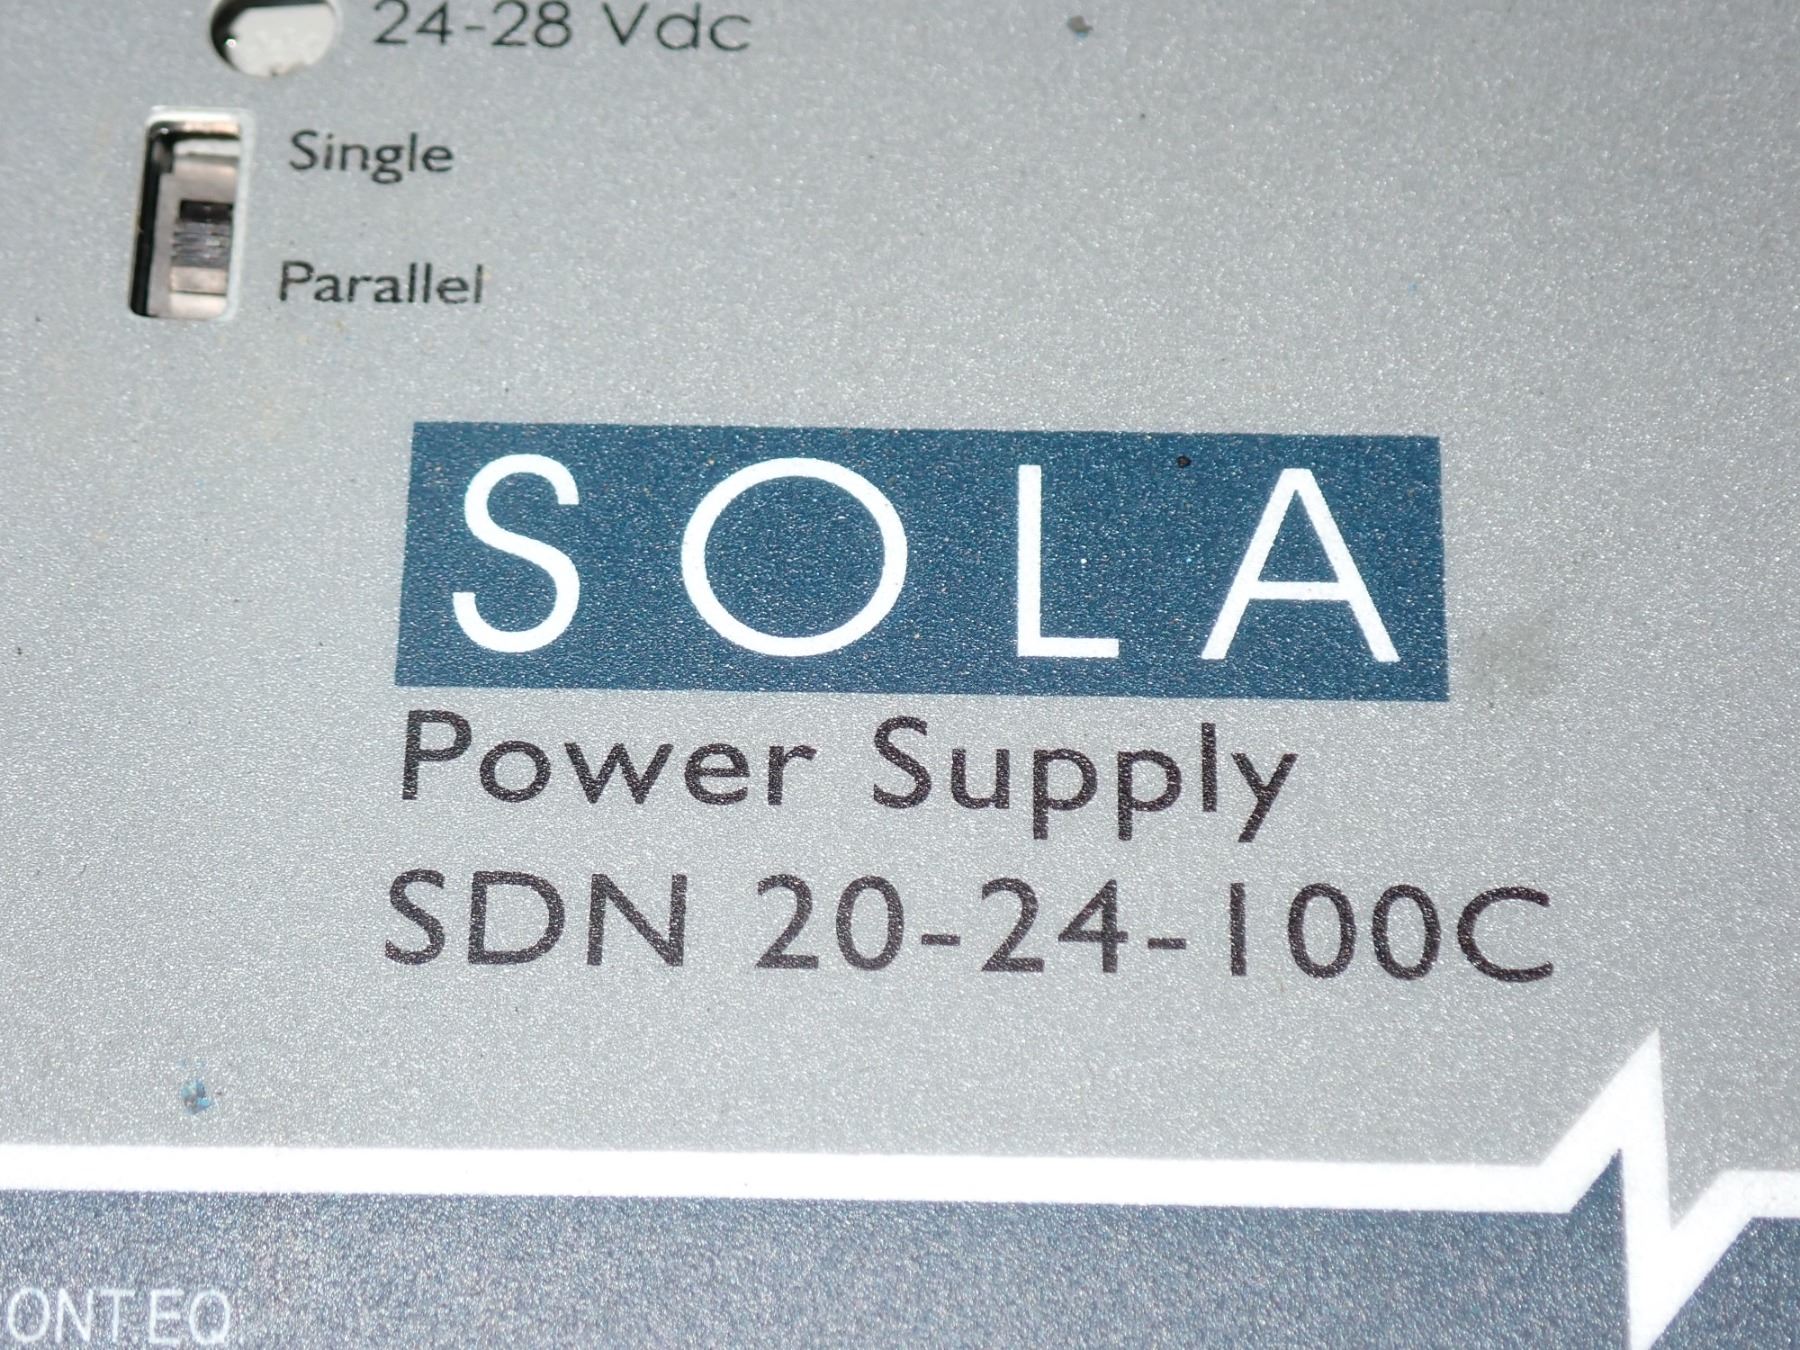 24-28 Vdc
Single
Parallel
SOLA
Power Supply
SDN 20-24-100C
ONT.EQ